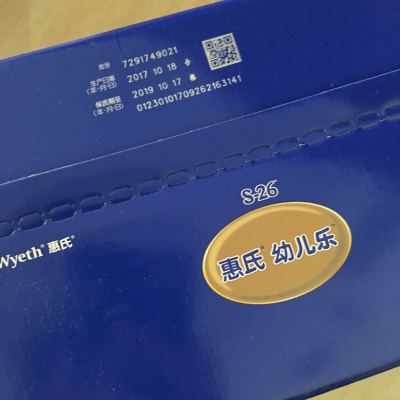 批号 7291749021
生产日期 (年·月·日) 2017 10 18
保质期至 (年·月·日) 2019 10 17
01230101709262163141
S-26®
Wyeth® 惠氏®
惠氏® 幼儿乐®